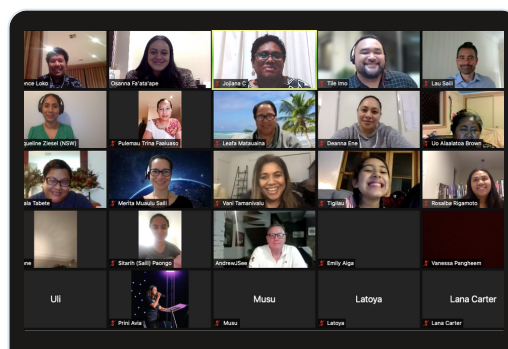 nce Loko
Osanna Fa'ata'ape
Jojiana C
Tile Imo
Lau Saili
queline Ziesel (NSW)
Pulemau Trina Faaluaso
Leafa Matauaina
Deanna Ene
Uo Alaalatoa Brown
ala Tabete
Merita Muaulu Saili
Vani Tamanivalu
Tigilau
Rosalba Rigamoto
ne
Sitarih (Saili) Paongo
AndrewJSee
Emily Aiga
Vanessa Pangheem
Uli
Prini Avia
Musu
Musu
Latoya
Latoya
Lana Carter
Lana Carter